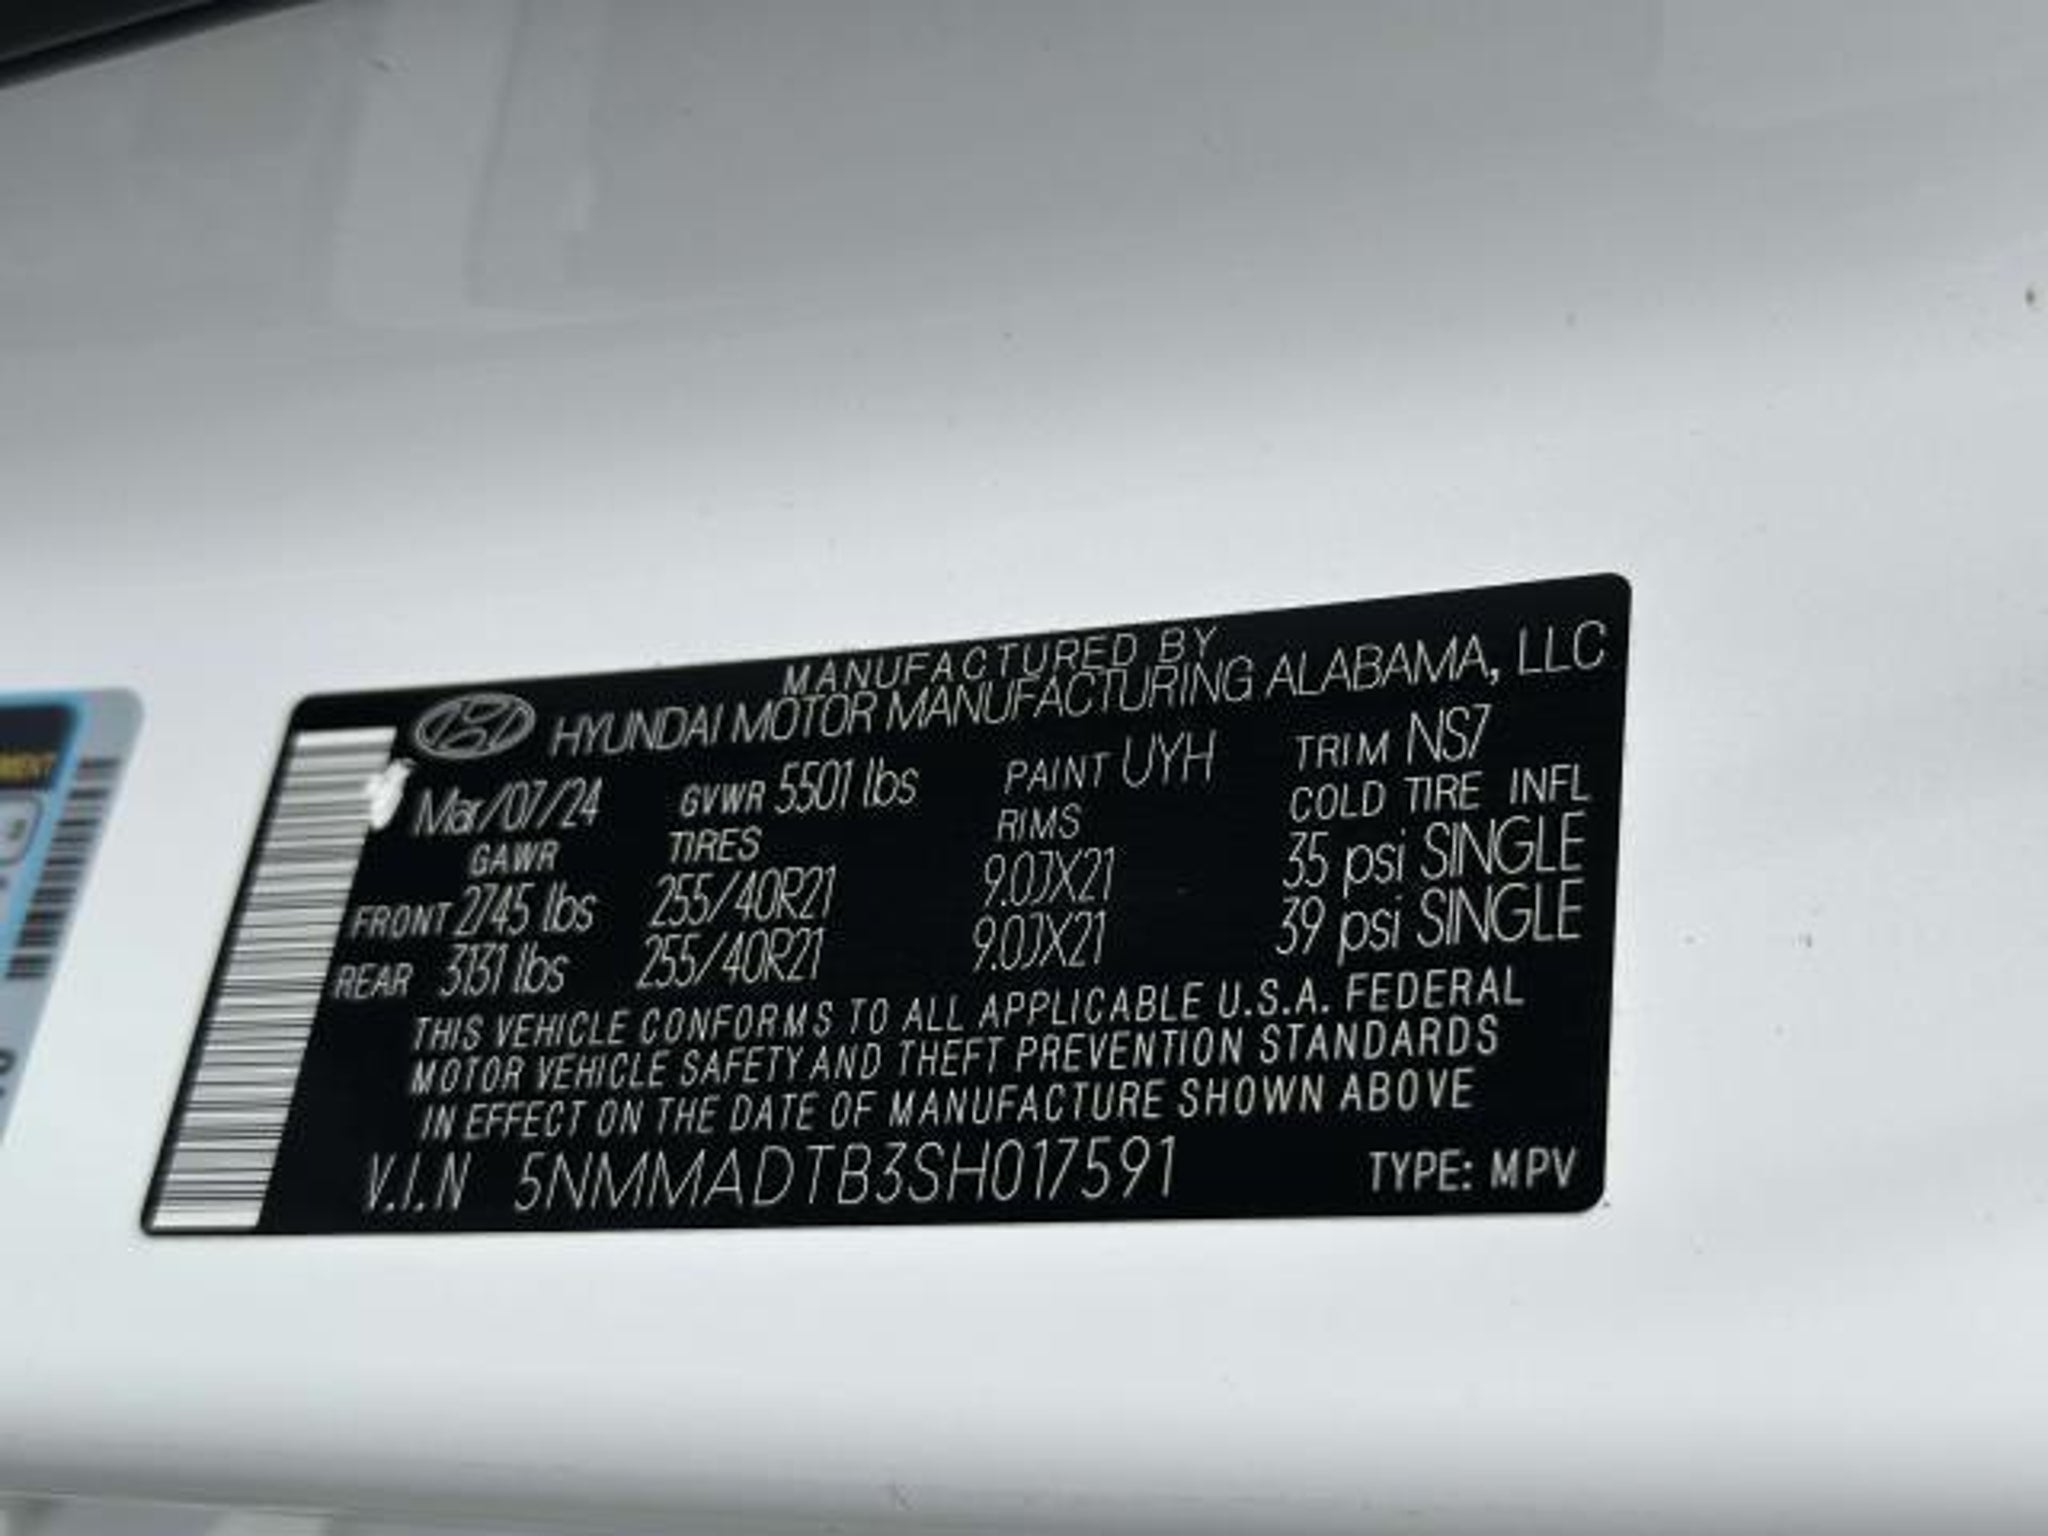 MANUFACTURED BY
HYUNDAI MOTOR MANUFACTURING ALABAMA, LLC
Mar/07/24 GVWR 5501 lbs PAINT UYH TRIM NS7
GAWR TIRES RIMS COLD TIRE INFL
FRONT 2745 lbs 255/40R21 9.0JX21 35 psi SINGLE
REAR 3131 lbs 255/40R21 9.0JX21 39 psi SINGLE
THIS VEHICLE CONFORMS TO ALL APPLICABLE U.S.A. FEDERAL
MOTOR VEHICLE SAFETY AND THEFT PREVENTION STANDARDS
IN EFFECT ON THE DATE OF MANUFACTURE SHOWN ABOVE
V.I.N 5NMMADTB3SH017591 TYPE: MPV